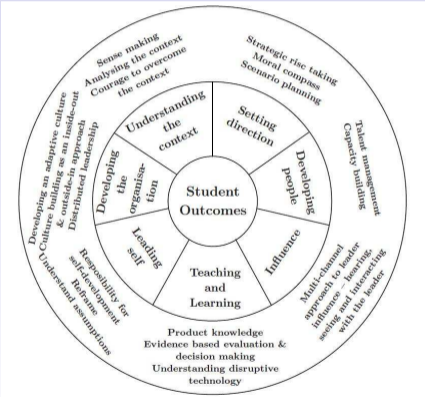 Sense making
Analysing the context
Courage to overcome
the context
Strategic risk taking
Moral compass
Scenario planning
Talent management
Capacity building
Multi-channel
approach to leader
influence – hearing,
seeing and interacting
with the leader
Product knowledge
Evidence based evaluation &
decision making
Understanding disruptive
technology
Resposibility for
self-development
Reframe
Understand assumptions
Developing an adaptive culture
Culture building as an inside-out
& outside-in approach
Distributed leadership
Understanding
the
context
Setting
direction
Developing
people
Influence
Teaching
and
Learning
Leading
self
Developing
the
organisa-
tion
Student
Outcomes